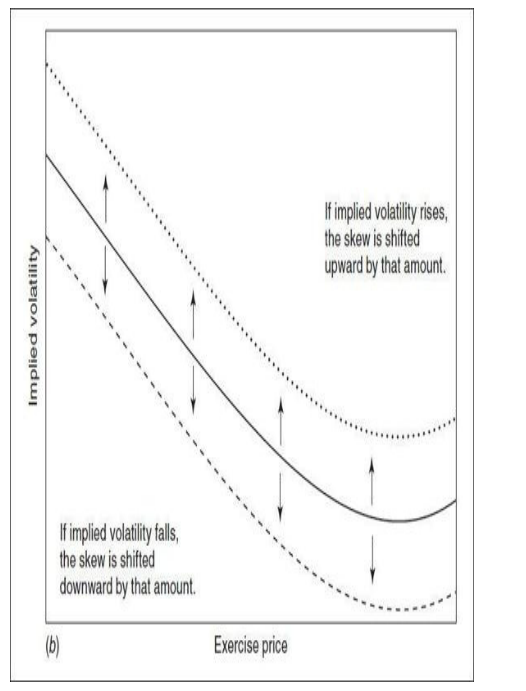 If implied volatility rises,
the skew is shifted
upward by that amount.
Implied volatility
If implied volatility falls,
the skew is shifted
downward by that amount.
(b)
Exercise price